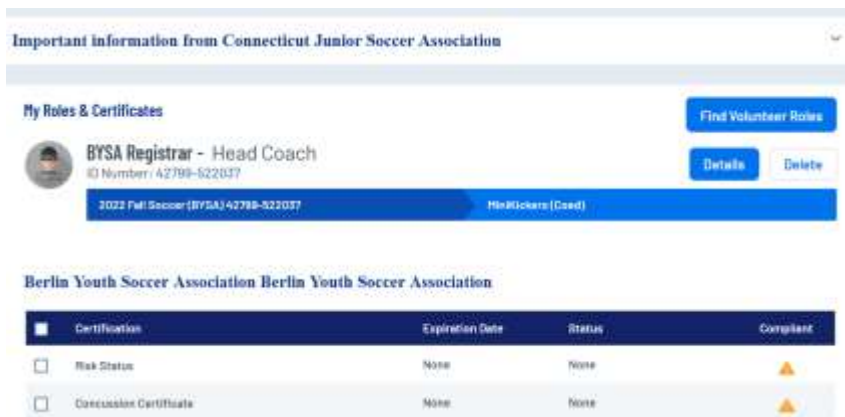 Important information from Connecticut Junior Soccer Association
My Roles & Certificates
Find Volunteer Roles
BYSA Registrar - Head Coach
ID Number: 42799-522037
Details
Delete
2022 Fall Soccer (BYSA) 42799-522037
MiniKickers (Coed)
Berlin Youth Soccer Association Berlin Youth Soccer Association
Certification Expiration Date Status Compliant
Risk Status None None
Concussion Certificate None None